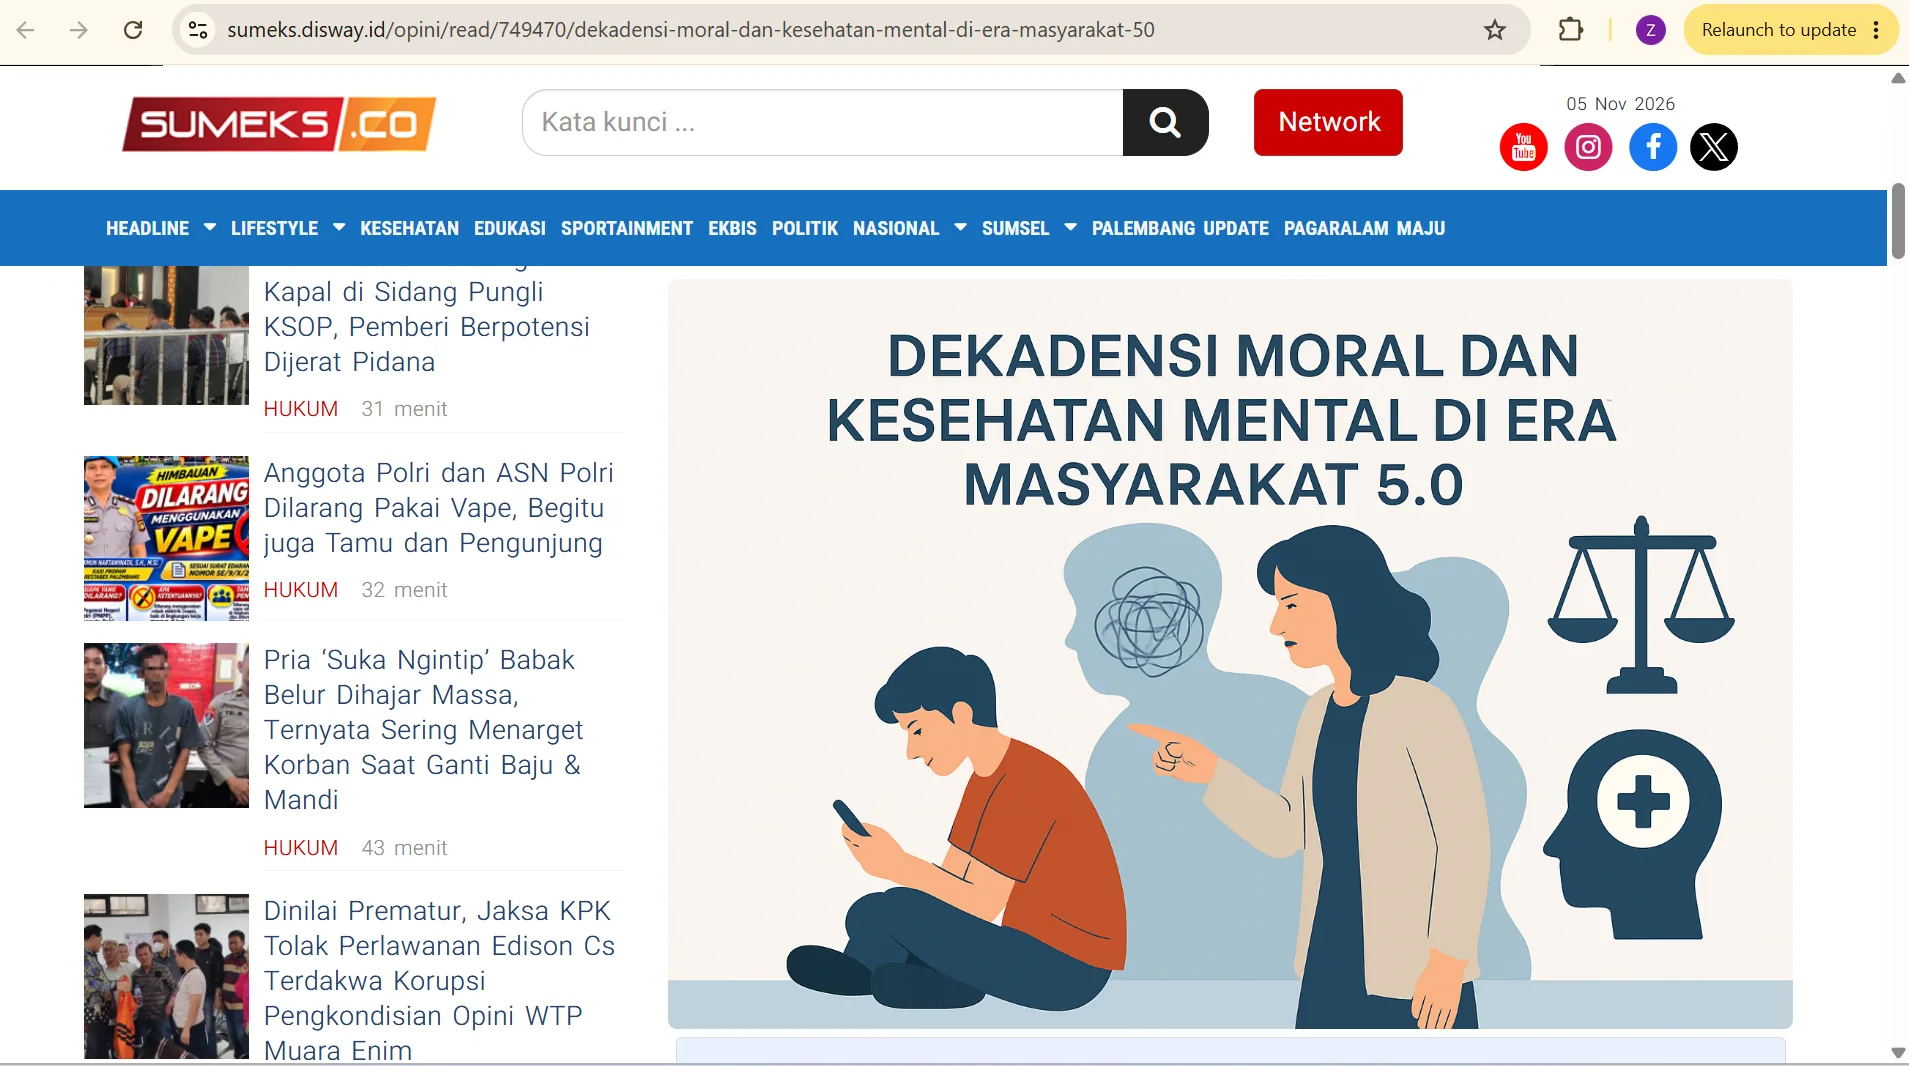 sumeks.disway.id/opini/read/749470/dekadensi-moral-dan-kesehatan-mental-di-era-masyarakat-50
Z
Relaunch to update
SUMEKS.CO
Kata kunci ...
Network
05 Nov 2026
You
Tube
HEADLINE LIFESTYLE KESEHATAN EDUKASI SPORTAINMENT EKBIS POLITIK NASIONAL SUMSEL PALEMBANG UPDATE PAGARALAM MAJU
Kapal di Sidang Pungli
KSOP, Pemberi Berpotensi
Dijerat Pidana
HUKUM 31 menit
HIMBAUAN
DILARANG
MENGGUNAKAN
VAPE
SESUAI SURAT EDARAN
Anggota Polri dan ASN Polri
Dilarang Pakai Vape, Begitu
juga Tamu dan Pengunjung
HUKUM 32 menit
Pria ‘Suka Ngintip’ Babak
Belur Dihajar Massa,
Ternyata Sering Menarget
Korban Saat Ganti Baju &
Mandi
HUKUM 43 menit
Dinilai Prematur, Jaksa KPK
Tolak Perlawanan Edison Cs
Terdakwa Korupsi
Pengkondisian Opini WTP
Muara Enim
DEKADENSI MORAL DAN
KESEHATAN MENTAL DI ERA
MASYARAKAT 5.0